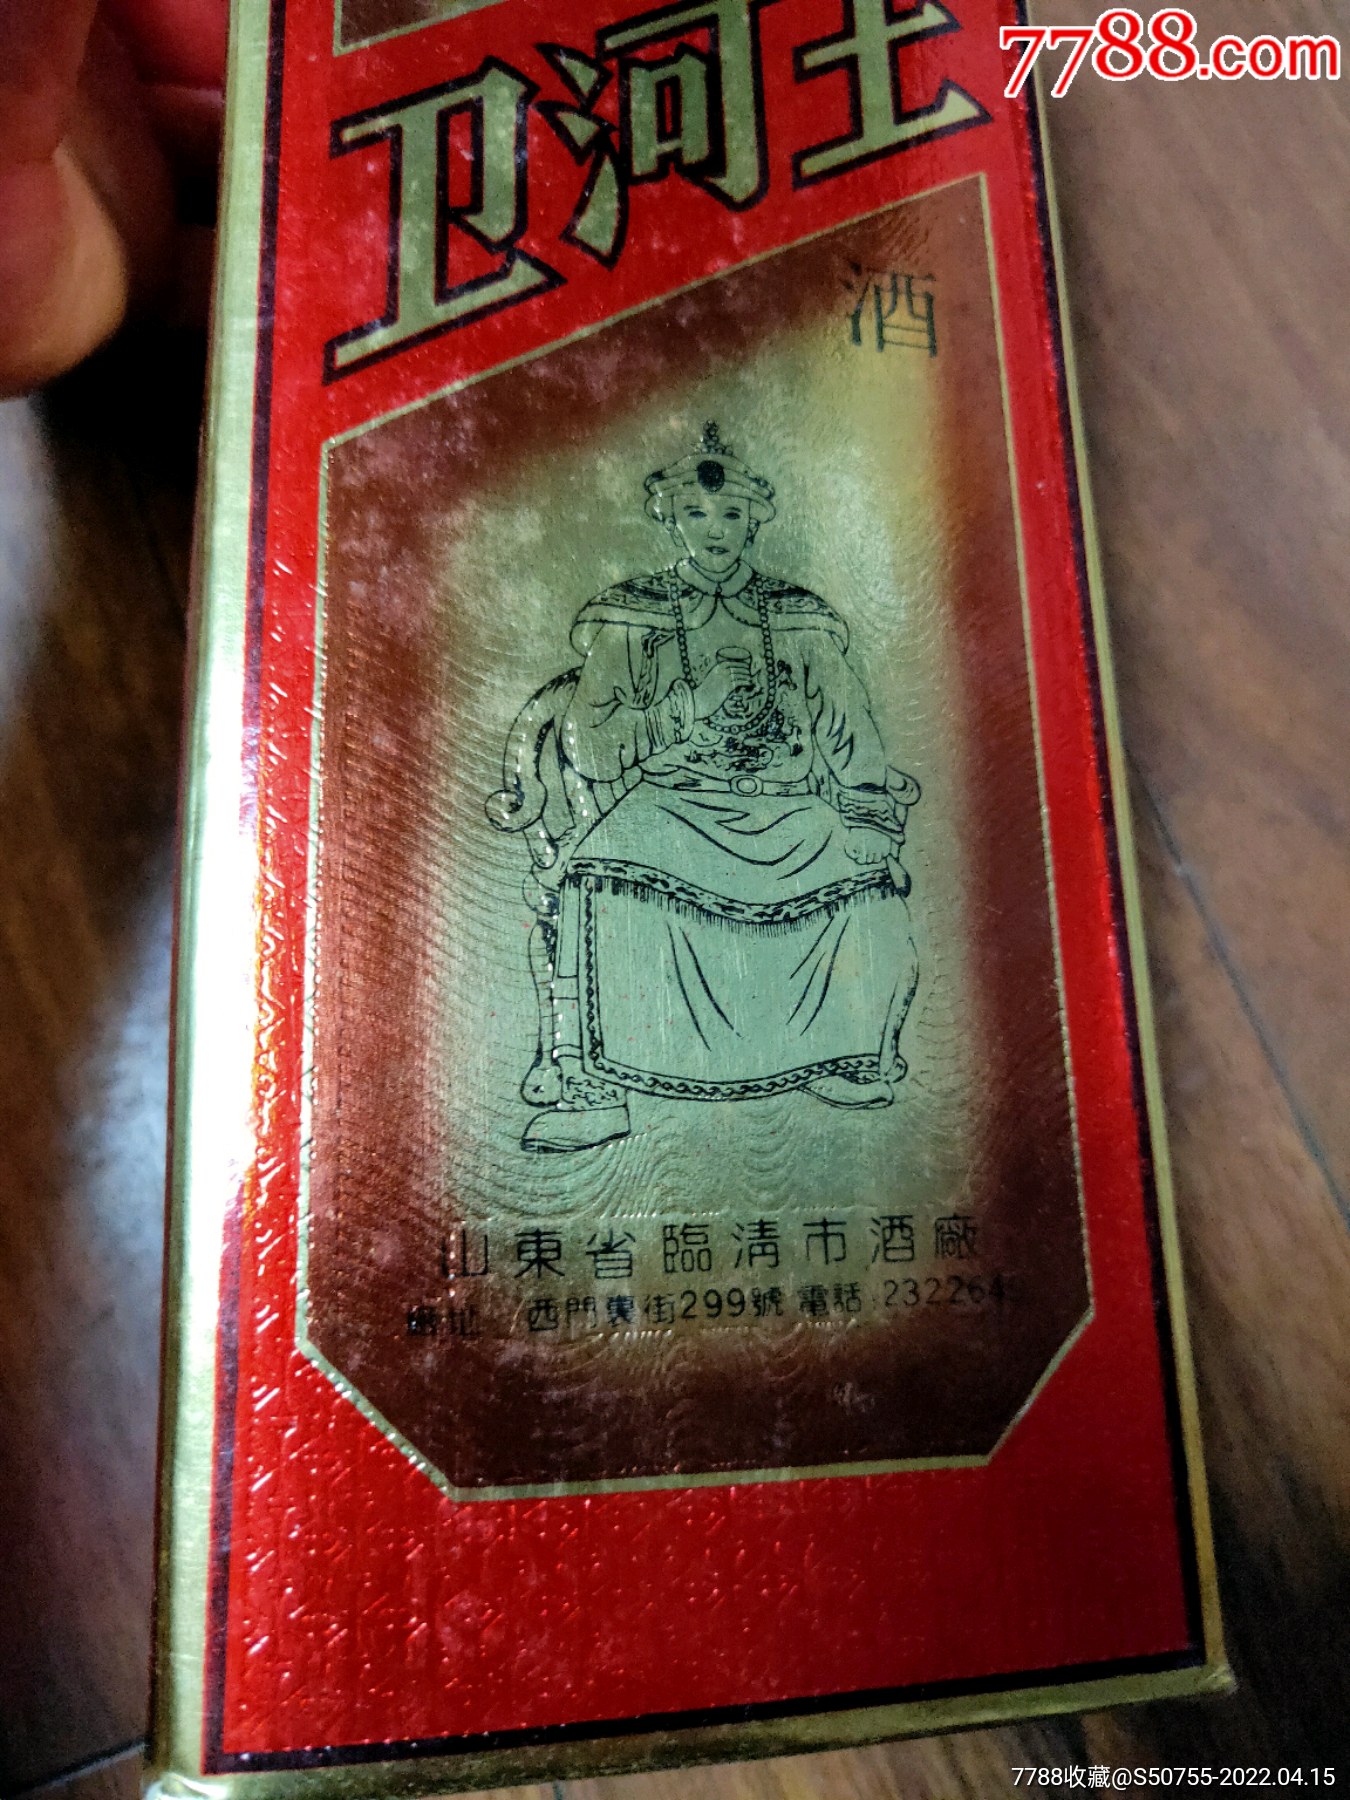 7788.com
卫河王
酒
山東省臨清市酒廠
廠址 西門裏街299號 電話:232264
7788收藏@S50755-2022.04.15